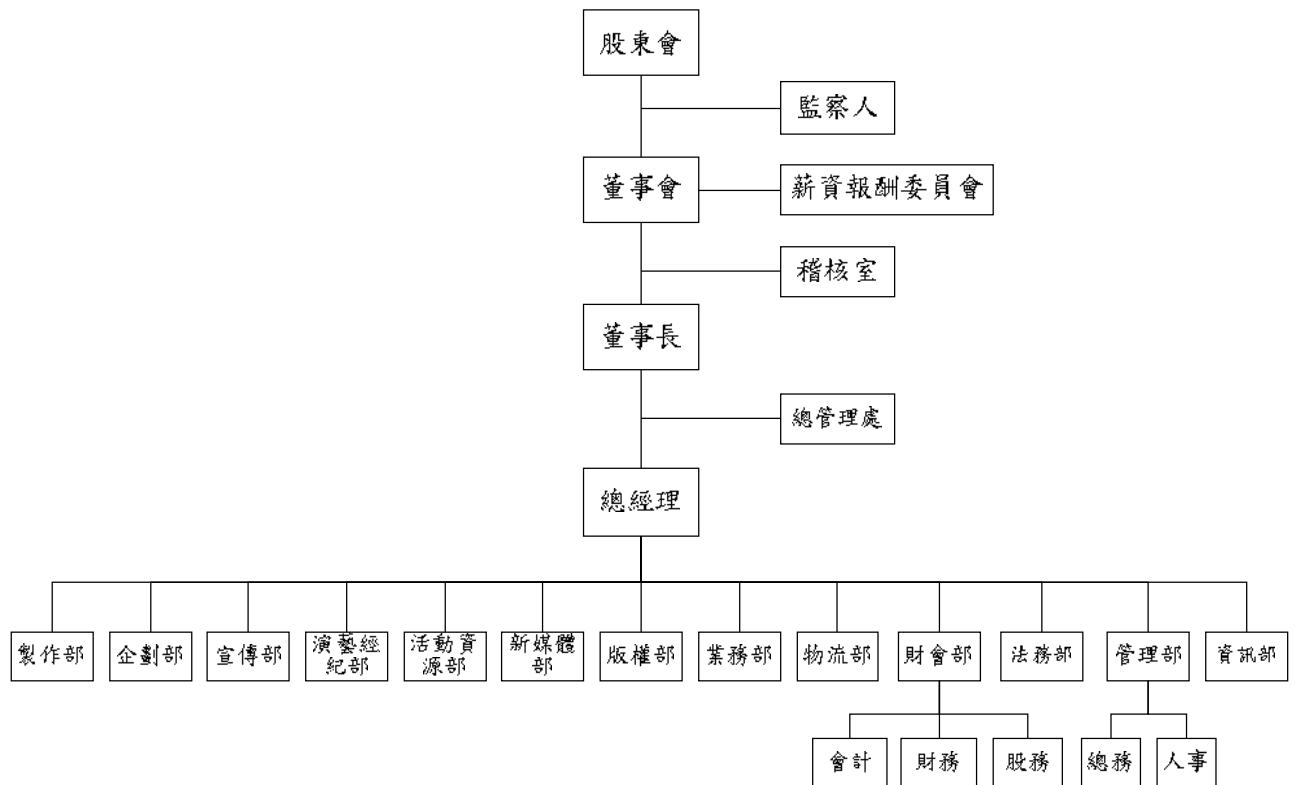 股東會
監察人
董事會
薪資報酬委員會
稽核室
董事長
總管理處
總經理
製作部
企劃部
宣傳部
演藝經
紀部
活動資
源部
新媒體
部
版權部
業務部
物流部
財會部
法務部
管理部
資訊部
會計
財務
股務
總務
人事